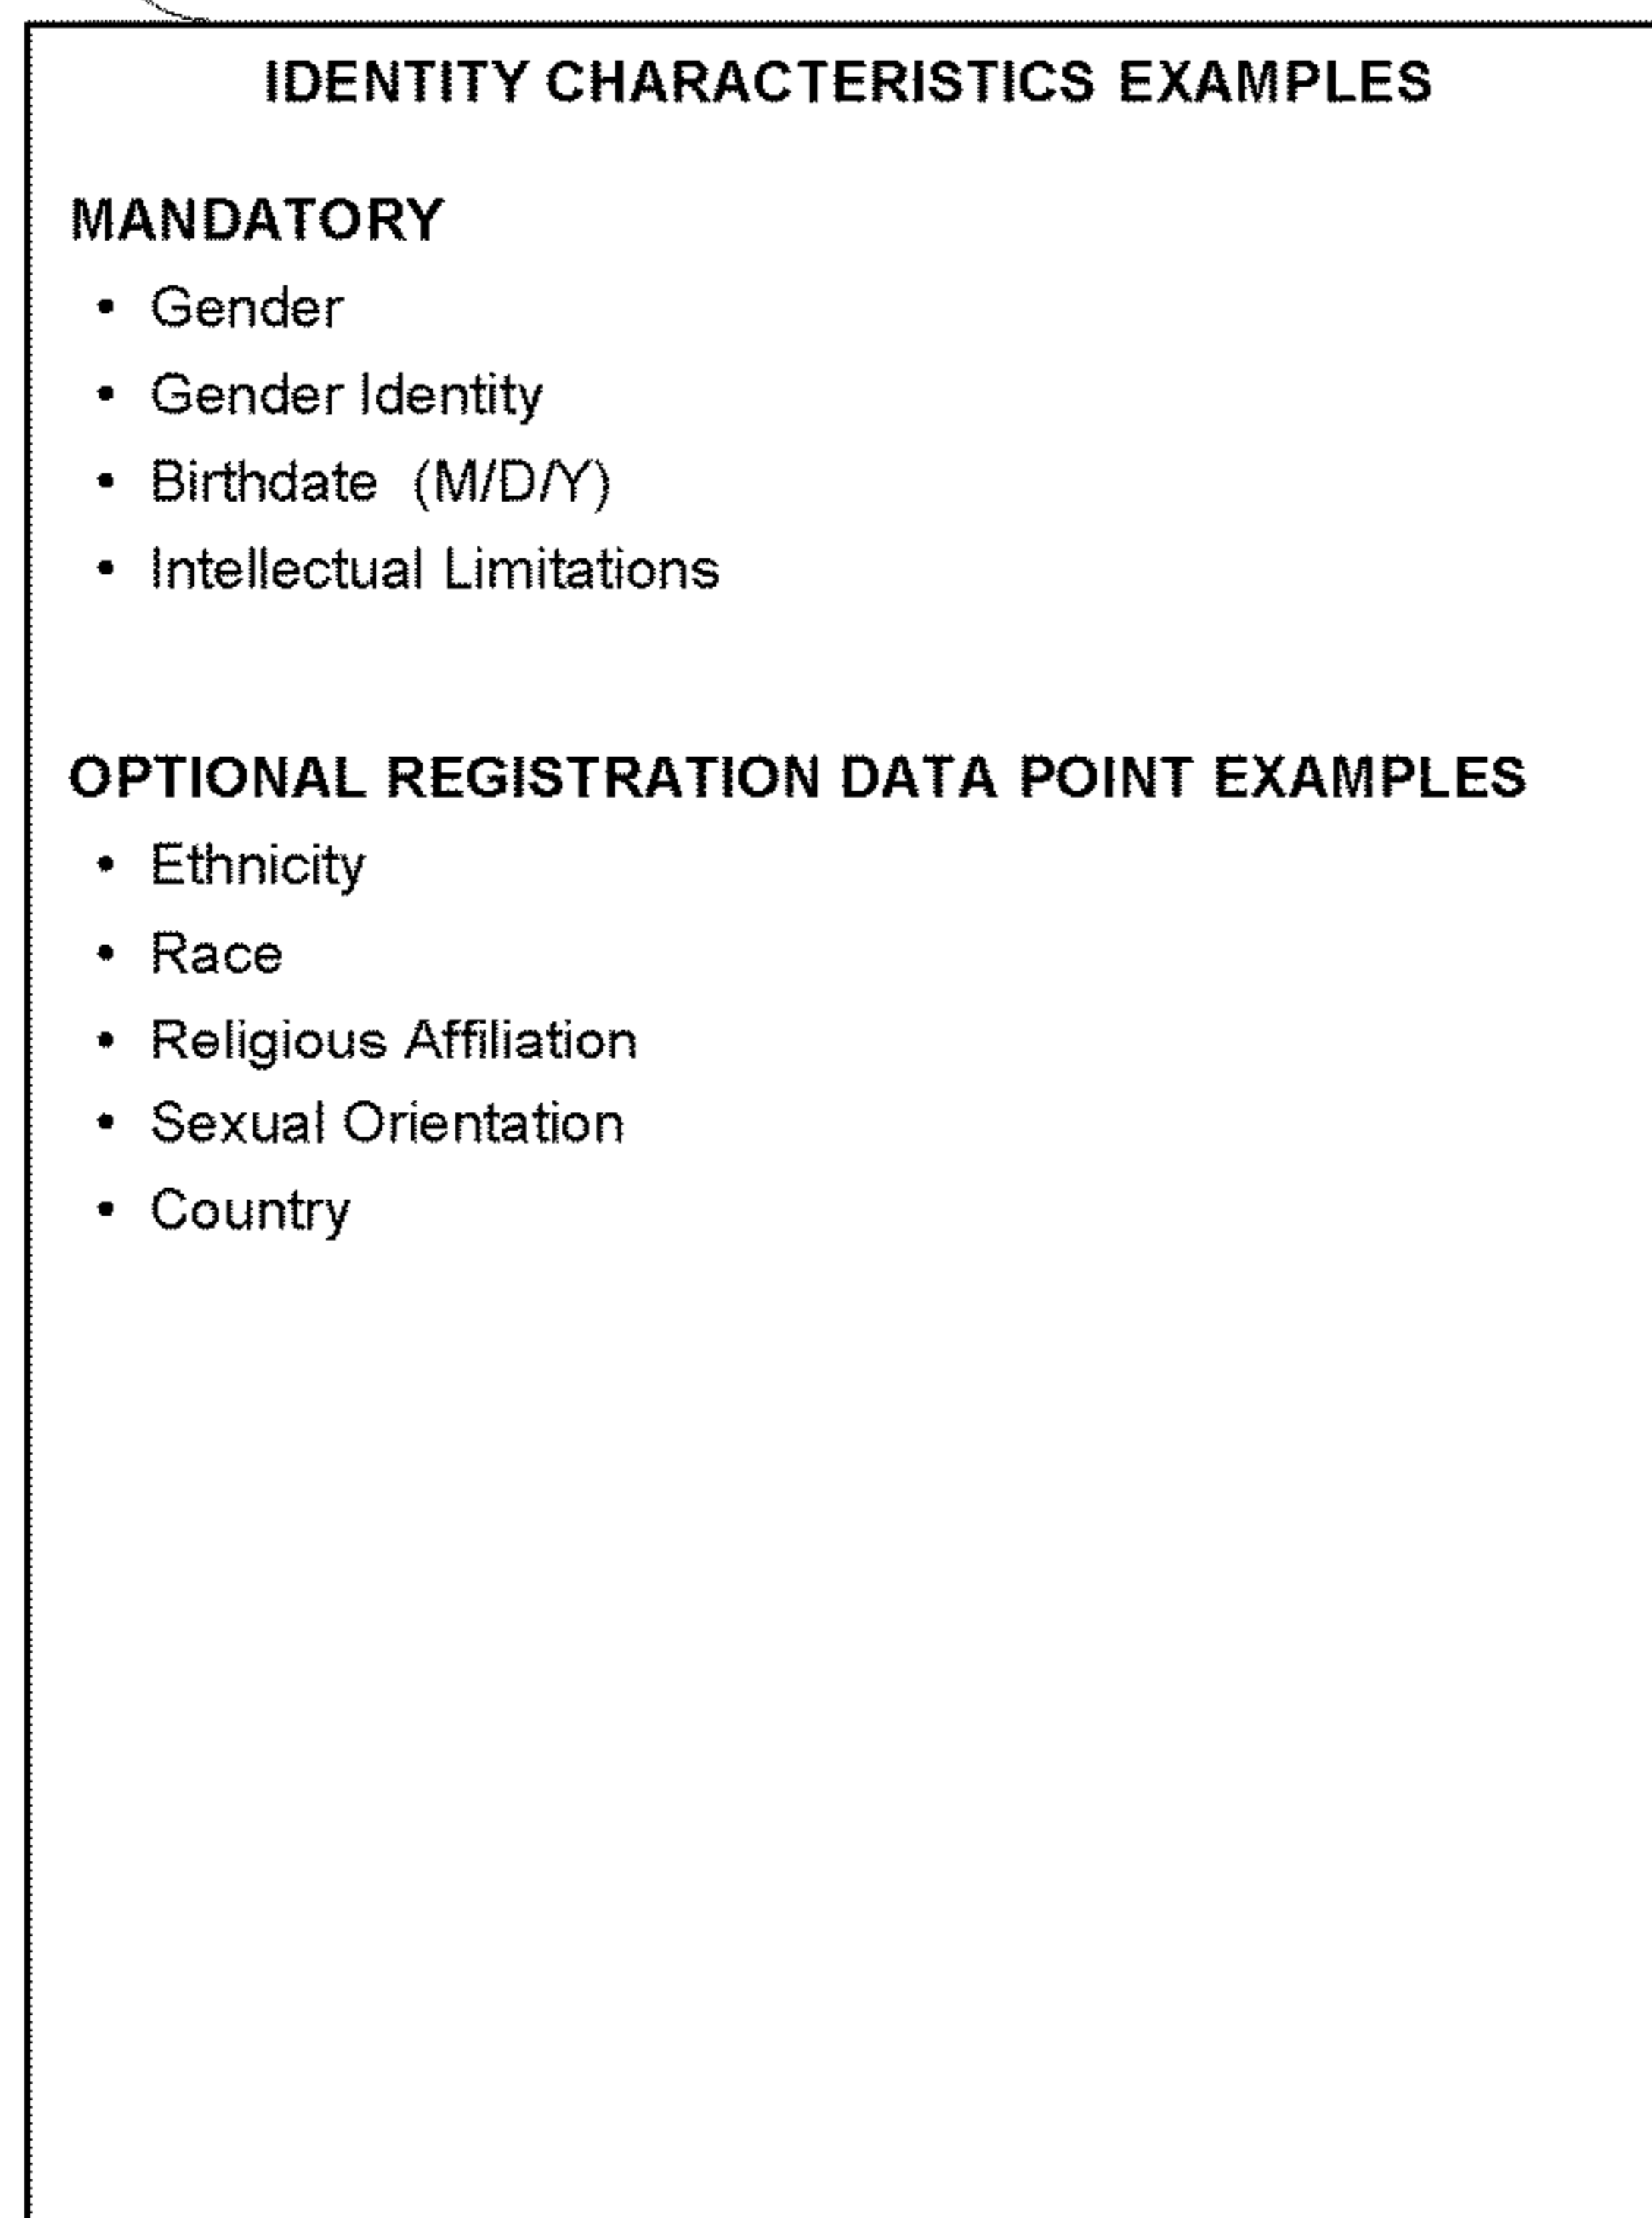 IDENTITY CHARACTERISTICS EXAMPLES
MANDATORY
• Gender
• Gender Identity
• Birthdate (M/D/Y)
• Intellectual Limitations
OPTIONAL REGISTRATION DATA POINT EXAMPLES
• Ethnicity
• Race
• Religious Affiliation
• Sexual Orientation
• Country